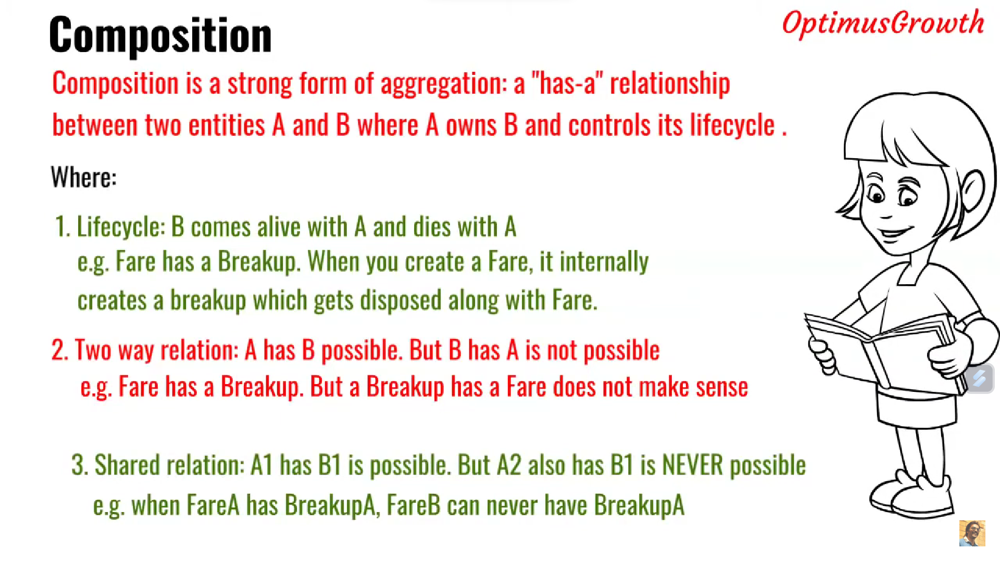 Composition
OptimusGrowth
Composition is a strong form of aggregation: a "has-a" relationship
between two entities A and B where A owns B and controls its lifecycle .
Where:
1. Lifecycle: B comes alive with A and dies with A
e.g. Fare has a Breakup. When you create a Fare, it internally
creates a breakup which gets disposed along with Fare.
2. Two way relation: A has B possible. But B has A is not possible
e.g. Fare has a Breakup. But a Breakup has a Fare does not make sense
3. Shared relation: A1 has B1 is possible. But A2 also has B1 is NEVER possible
e.g. when FareA has BreakupA, FareB can never have BreakupA